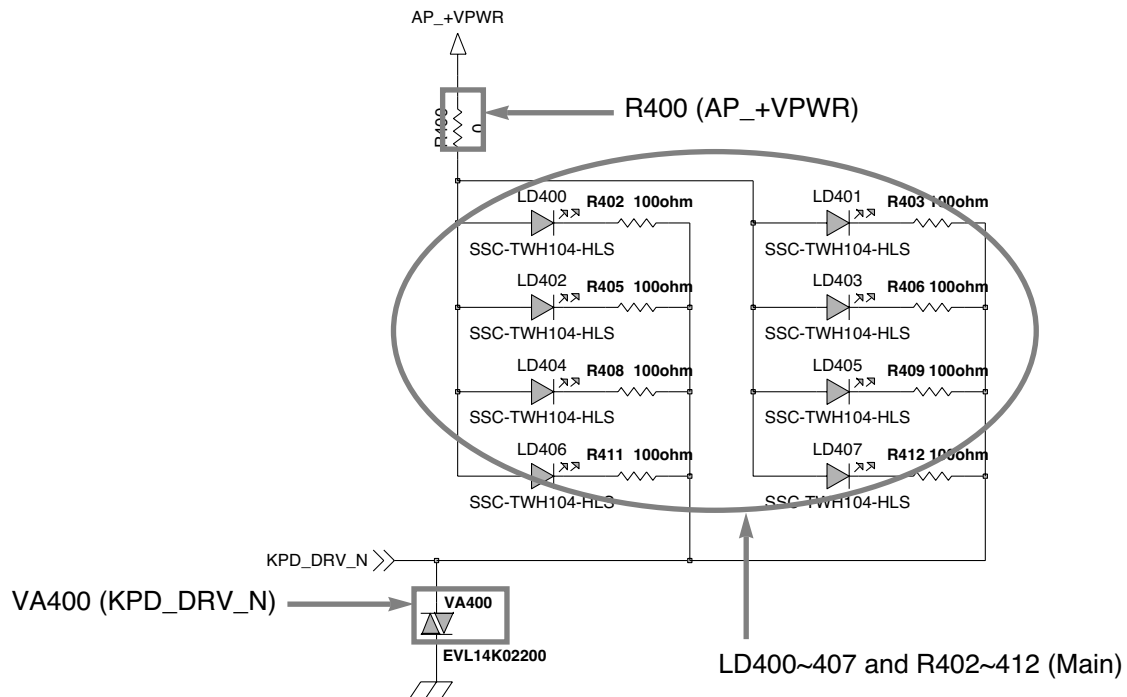 AP_+VPWR
R400
0
R400 (AP_+VPWR)
LD400
R402 100ohm
SSC-TWH104-HLS
LD401
R403 100ohm
SSC-TWH104-HLS
LD402
R405 100ohm
SSC-TWH104-HLS
LD403
R406 100ohm
SSC-TWH104-HLS
LD404
R408 100ohm
SSC-TWH104-HLS
LD405
R409 100ohm
SSC-TWH104-HLS
LD406
R411 100ohm
SSC-TWH104-HLS
LD407
R412 100ohm
SSC-TWH104-HLS
KPD_DRV_N
VA400 (KPD_DRV_N)
VA400
EVL14K02200
LD400~407 and R402~412 (Main)